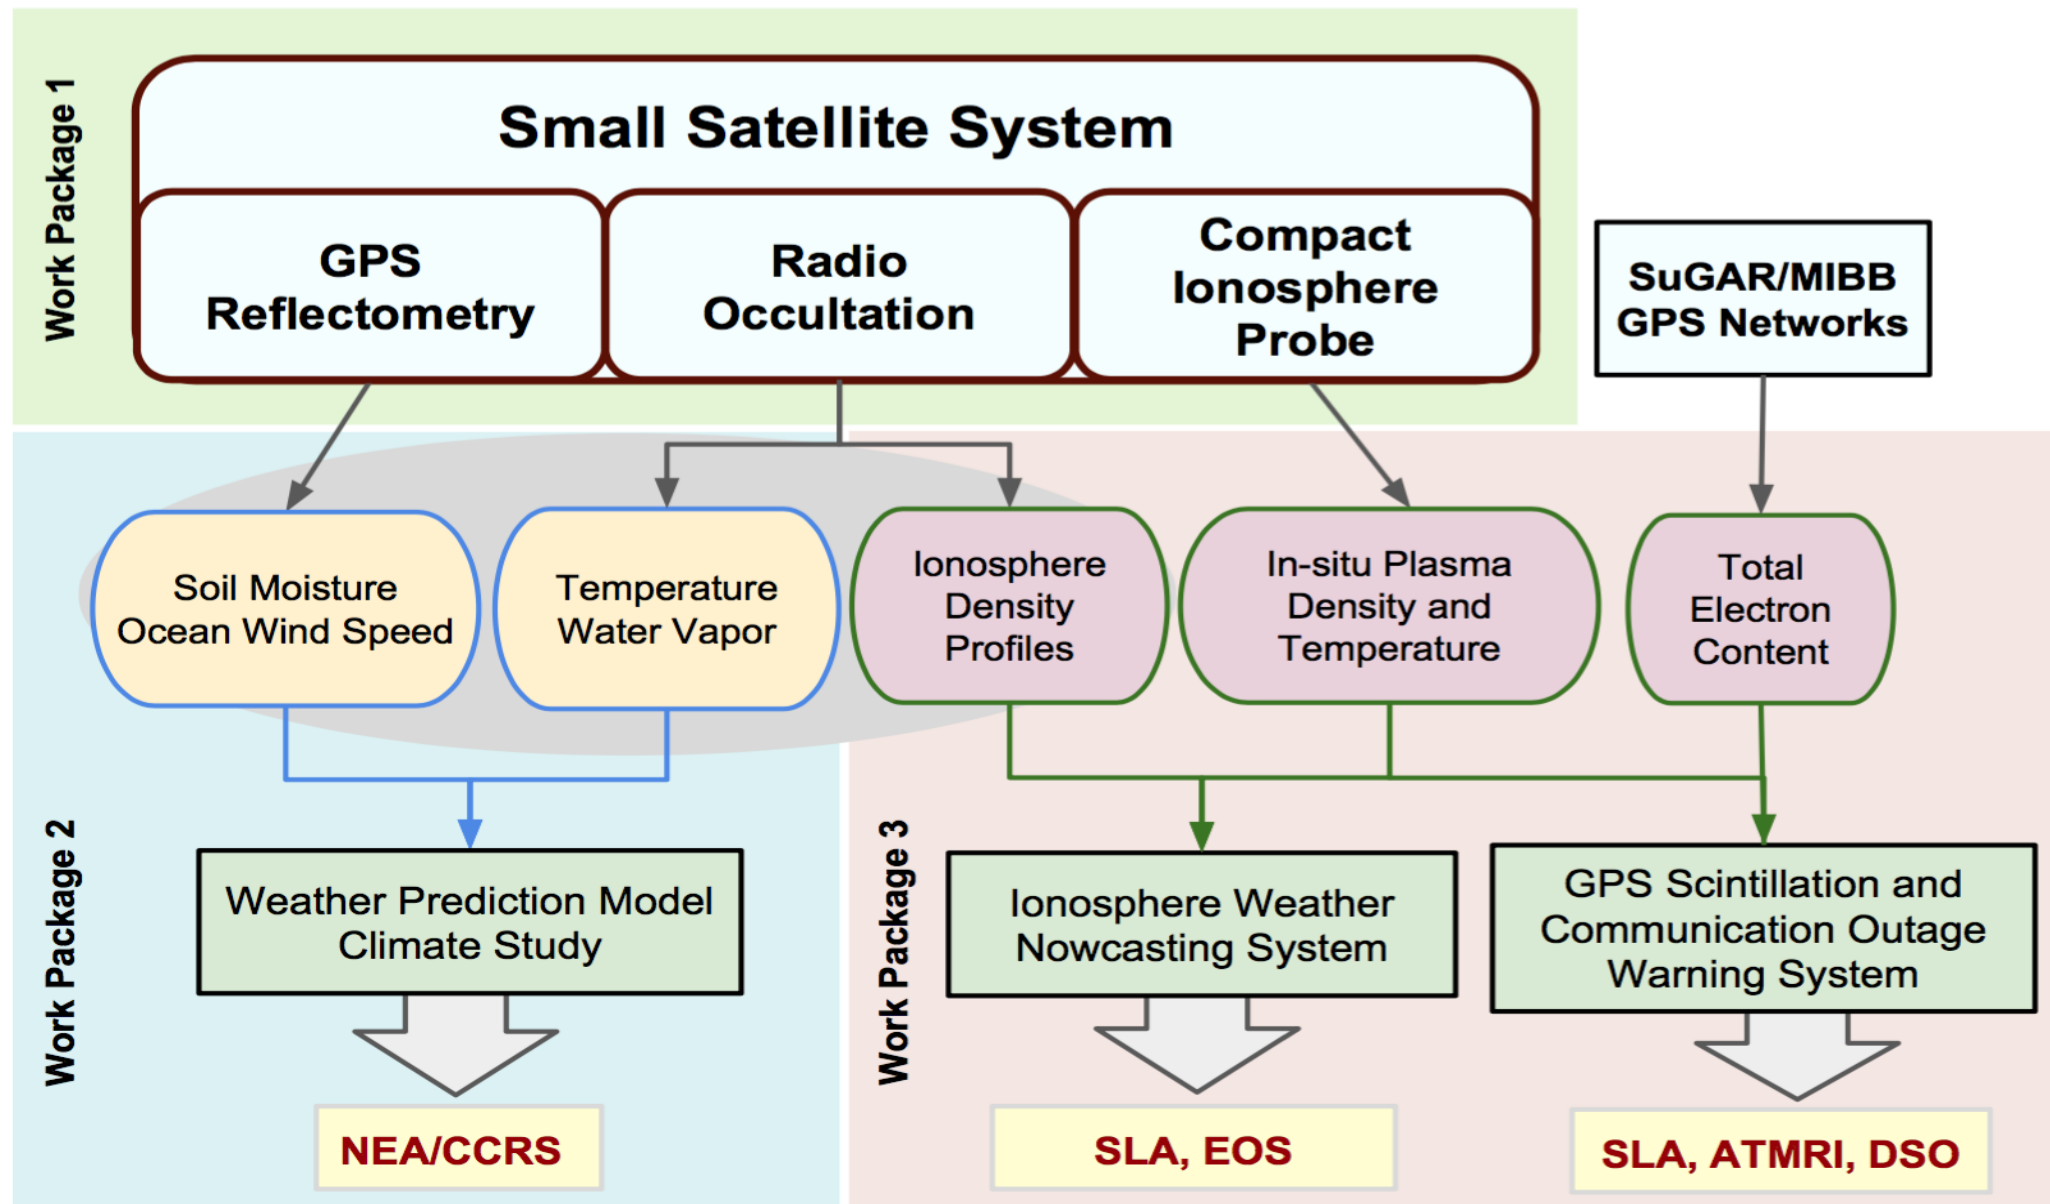 Work Package 1
Small Satellite System
GPS
Reflectometry
Radio
Occultation
Compact
Ionosphere
Probe
SuGAR/MIBB
GPS Networks
Soil Moisture
Ocean Wind Speed
Temperature
Water Vapor
Ionosphere
Density
Profiles
In-situ Plasma
Density and
Temperature
Total
Electron
Content
Work Package 2
Weather Prediction Model
Climate Study
Work Package 3
Ionosphere Weather
Nowcasting System
GPS Scintillation and
Communication Outage
Warning System
NEA/CCRS
SLA, EOS
SLA, ATMRI, DSO